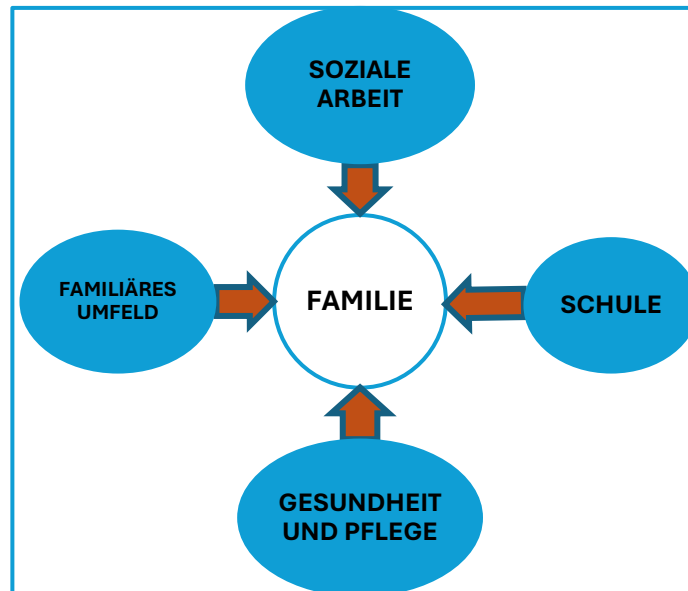 SOZIALE
ARBEIT
FAMILIÄRES
UMFELD
FAMILIE
SCHULE
GESUNDHEIT
UND PFLEGE